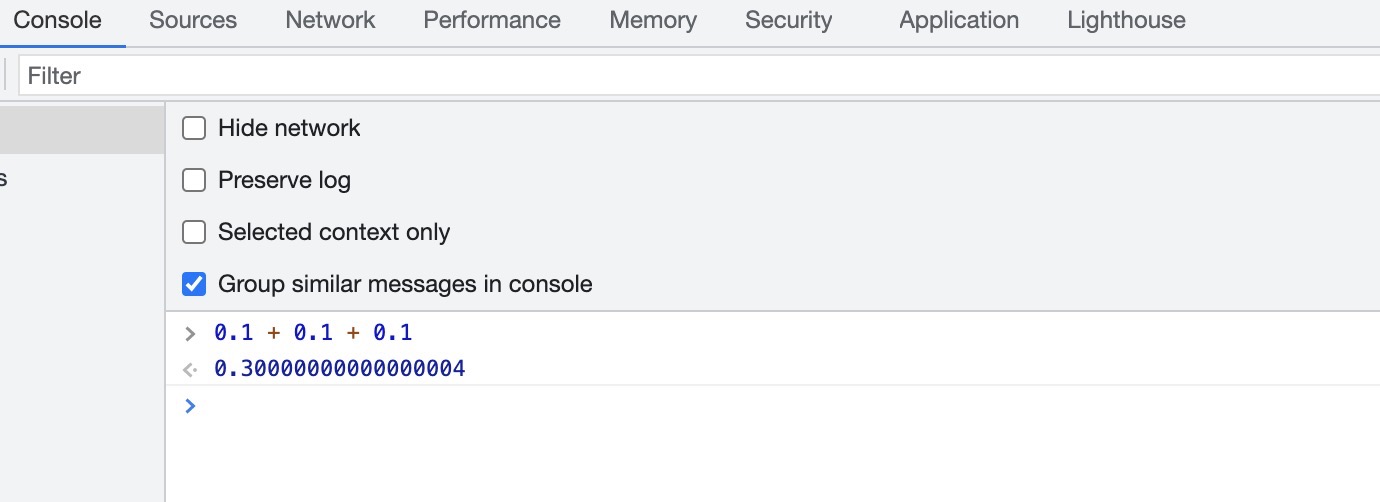 Console Sources Network Performance Memory Security Application Lighthouse
Filter
Hide network
s
Preserve log
Selected context only
Group similar messages in console
> 0.1 + 0.1 + 0.1
0.30000000000000004
>